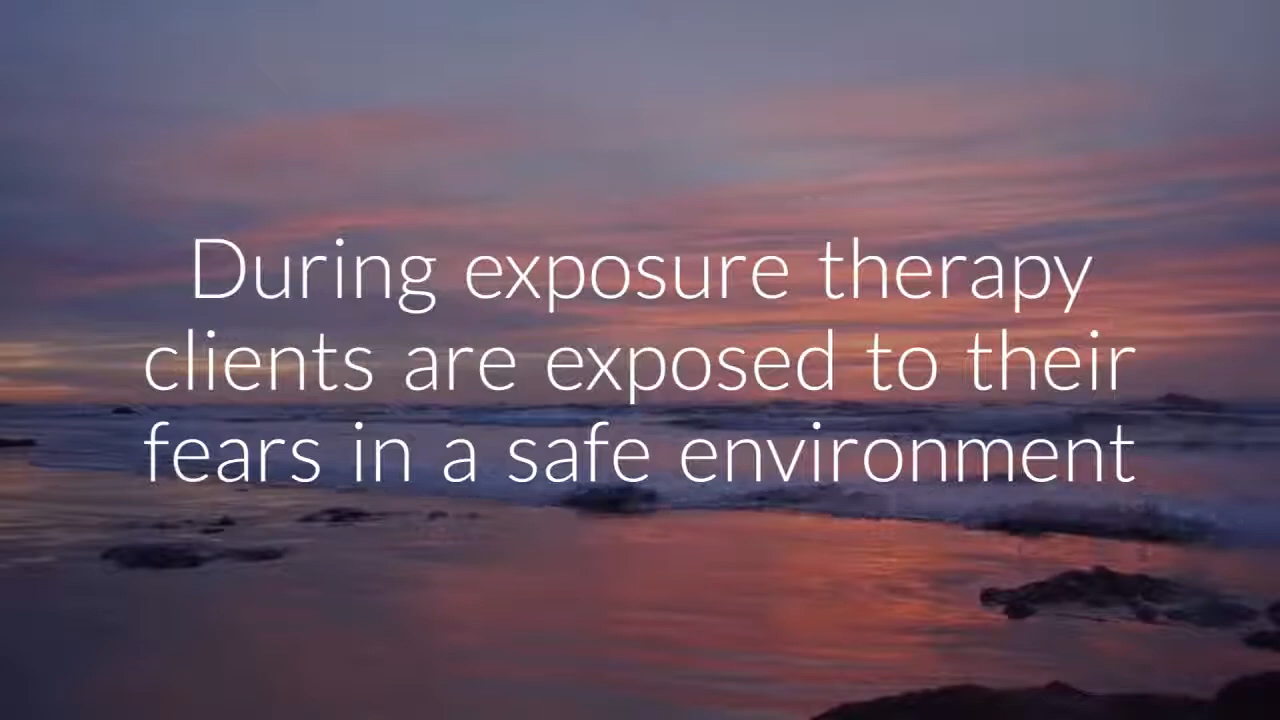 During exposure therapy
clients are exposed to their
fears in a safe environment